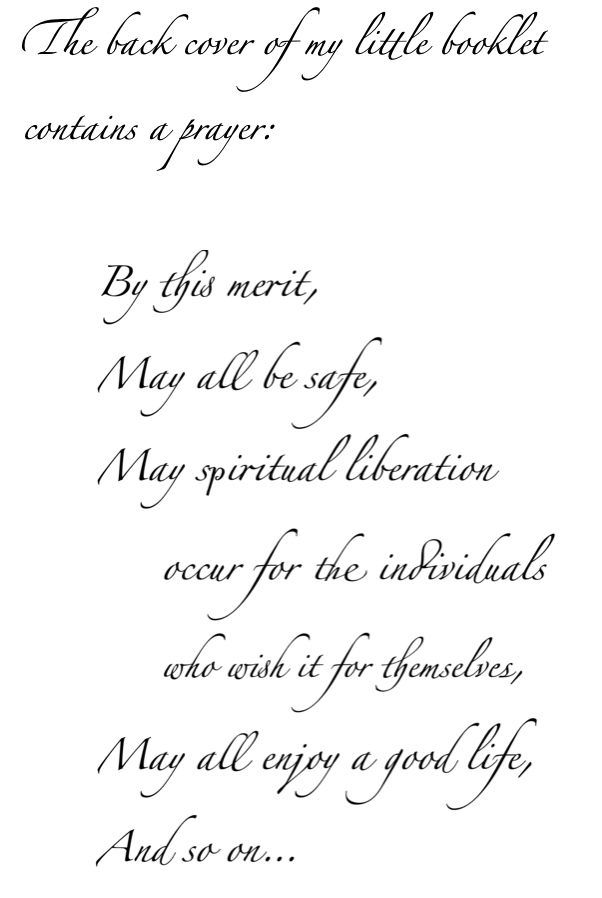 The back cover of my little booklet
contains a prayer:
By this merit,
May all be safe,
May spiritual liberation
occur for the individuals
who wish it for themselves,
May all enjoy a good life,
And so on...